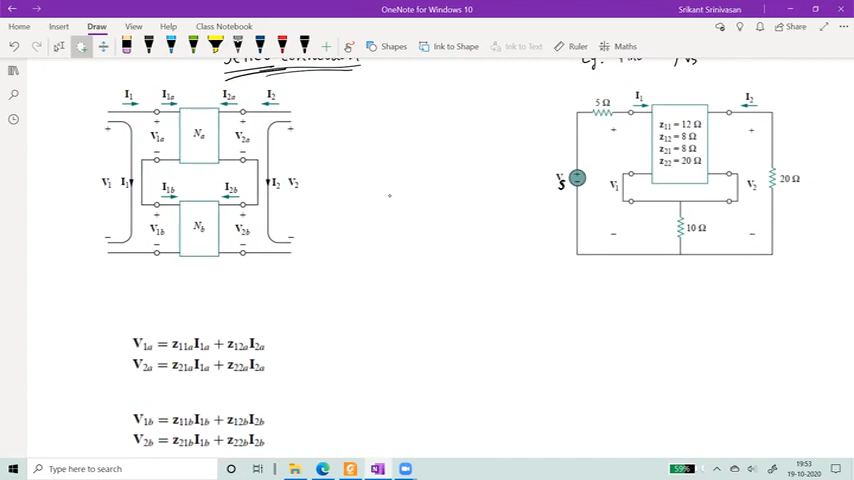 OneNote for Windows 10
Srikant Srinivasan
Home Insert Draw View Help Class Notebook
Share
Shapes Ink to Shape Ink to Text Ruler Maths
I1 I1a I2a I2
+ + + +
V1a Na V2a
− −
V1 I1 I2 V2
I1b I2b
+ +
V1b Nb V2b
− − − −
V1a = z11aI1a + z12aI2a
V2a = z21aI1a + z22aI2a
V1b = z11bI1b + z12bI2b
V2b = z21bI1b + z22bI2b
5 Ω I1 I2
z11 = 12 Ω
z12 = 8 Ω
z21 = 8 Ω
z22 = 20 Ω
+ +
VS V1 V2 20 Ω
10 Ω
− −
Type here to search
59%
19:53
19-10-2020